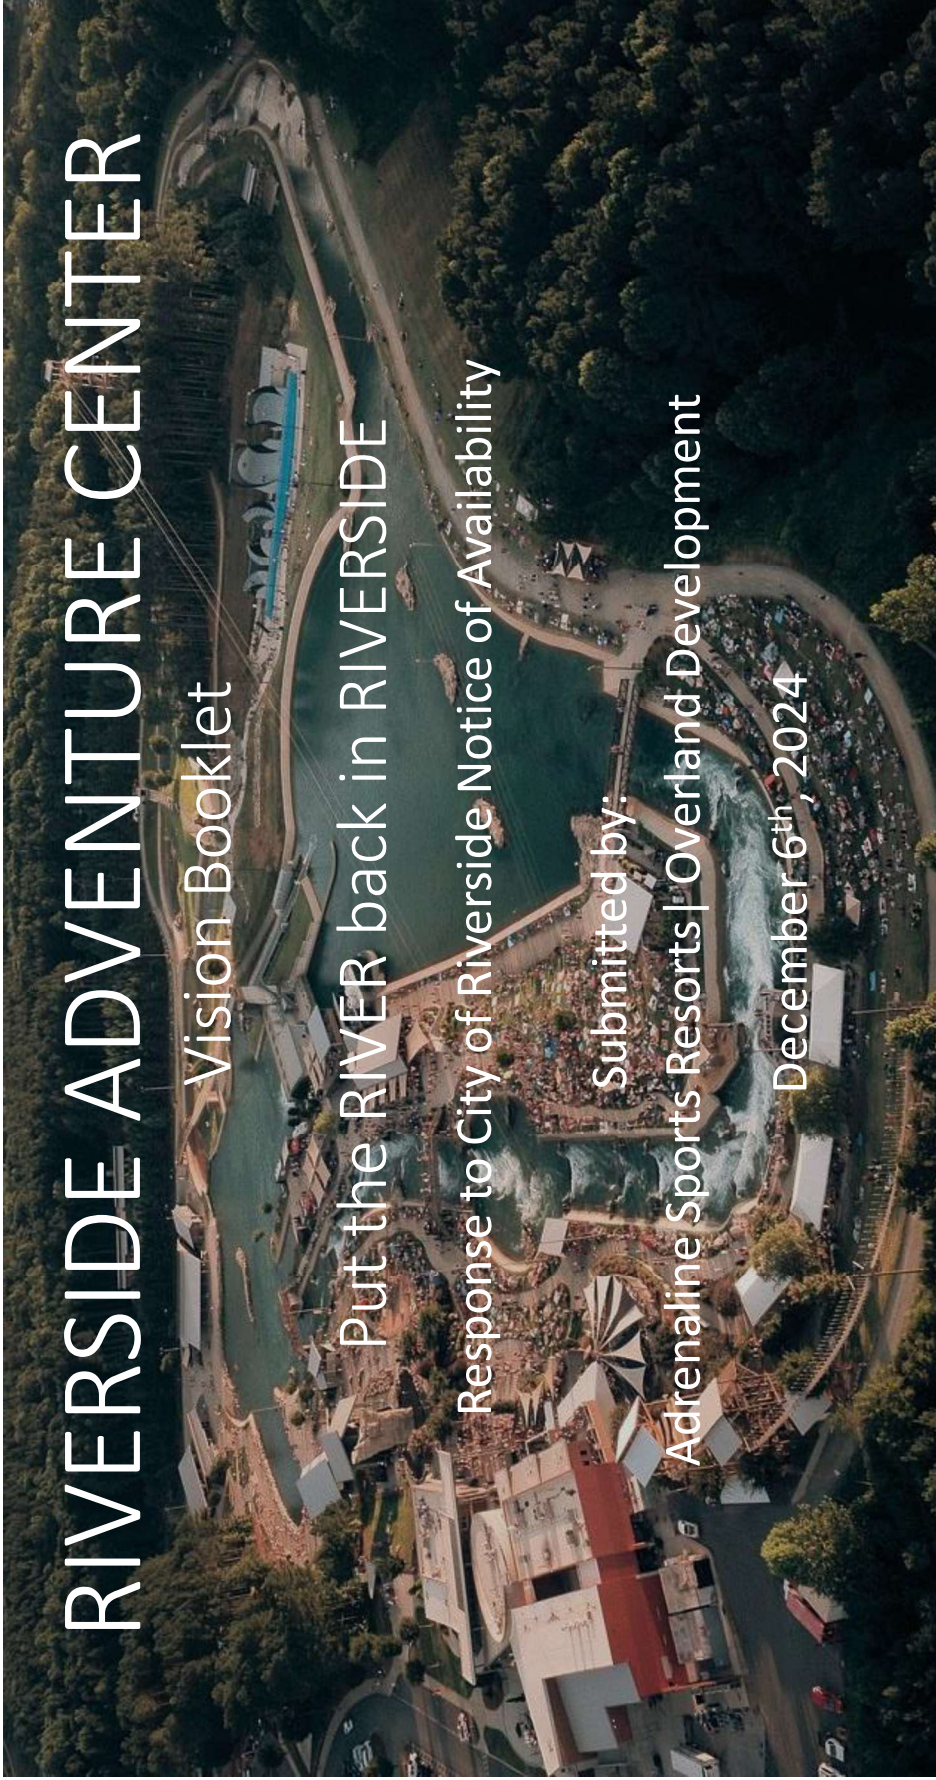 RIVERSIDE ADVENTURE CENTER
Vision Booklet
Put the RIVER back in RIVERSIDE
Response to City of Riverside Notice of Availability
Submitted by:
Adrenaline Sports Resorts| Overland Development
December 6th, 2024